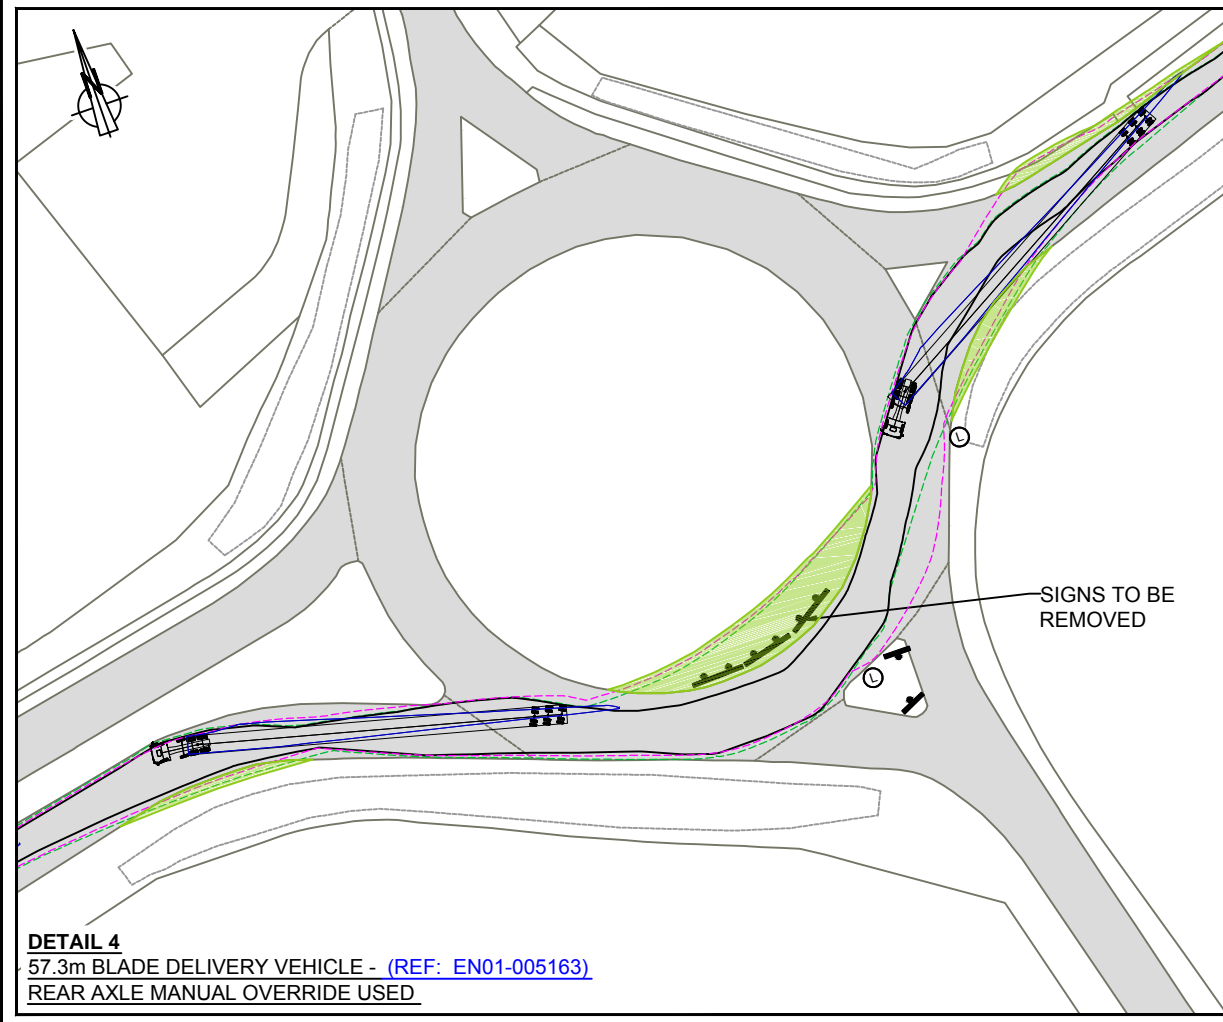 N
SIGNS TO BE
REMOVED
L
L
DETAIL 4
57.3m BLADE DELIVERY VEHICLE - (REF: EN01-005163)
REAR AXLE MANUAL OVERRIDE USED